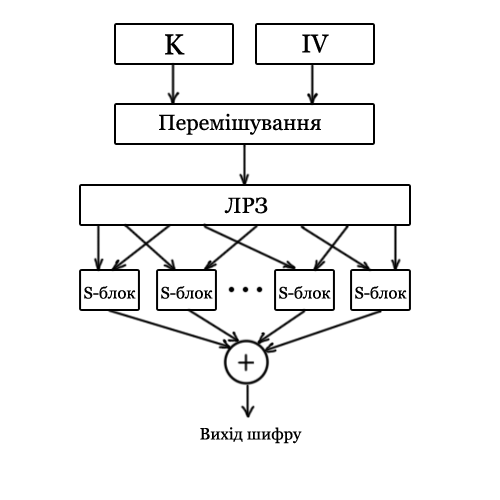 K
IV
Перемішування
ЛРЗ
S-блок
S-блок
...
S-блок
S-блок
+
Вихід шифру